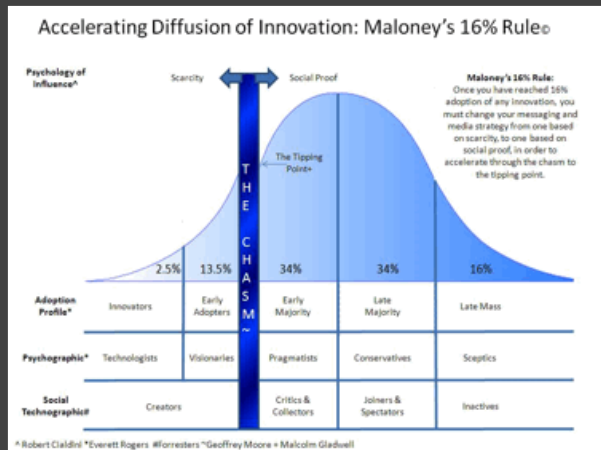 Accelerating Diffusion of Innovation: Maloney's 16% Rule©
Psychology of
Influence^
Scarcity
Social Proof
Maloney's 16% Rule:
Once you have reached 16%
adoption of any innovation, you
must change your messaging and
media strategy from one based
on scarcity, to one based on
social proof, in order to
accelerate through the chasm to
the tipping point.
The Tipping
Point+
THE CHASM~
2.5%
13.5%
34%
34%
16%
Adoption
Profile*
Innovators
Early
Adopters
Early
Majority
Late
Majority
Late Mass
Psychographic*
Technologists
Visionaries
Pragmatists
Conservatives
Sceptics
Social
Technographic#
Creators
Critics &
Collectors
Joiners &
Spectators
Inactives
^ Robert Cialdini *Everett Rogers #Forresters ~Geoffrey Moore + Malcolm Gladwell